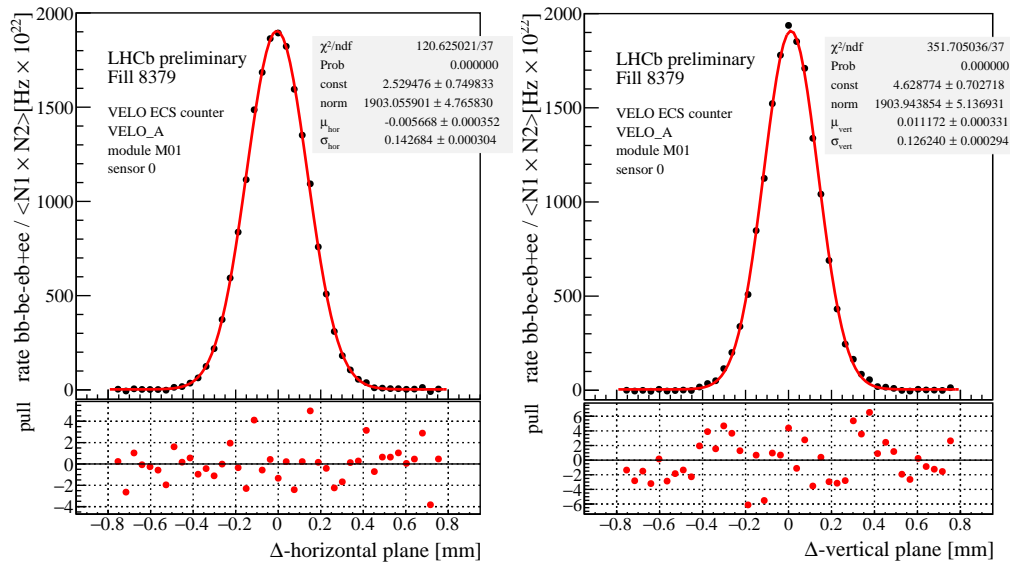 rate bb-be-eb+ee / <N1 × N2>[Hz × 10²²]
2000
1500
1000
500
0
LHCb preliminary
Fill 8379
VELO ECS counter
VELO_A
module M01
sensor 0
χ²/ndf 120.625021/37
Prob 0.000000
const 2.529476 ± 0.749833
norm 1903.055901 ± 4.765830
μ_hor -0.005668 ± 0.000352
σ_hor 0.142684 ± 0.000304
pull
4
2
0
−2
−4
−0.8 −0.6 −0.4 −0.2 0 0.2 0.4 0.6 0.8
Δ-horizontal plane [mm]
rate bb-be-eb+ee / <N1 × N2>[Hz × 10²²]
2000
1500
1000
500
0
LHCb preliminary
Fill 8379
VELO ECS counter
VELO_A
module M01
sensor 0
χ²/ndf 351.705036/37
Prob 0.000000
const 4.628774 ± 0.702718
norm 1903.943854 ± 5.136931
μ_vert 0.011172 ± 0.000331
σ_vert 0.126240 ± 0.000294
pull
6
4
2
0
−2
−4
−6
−0.8 −0.6 −0.4 −0.2 0 0.2 0.4 0.6 0.8
Δ-vertical plane [mm]